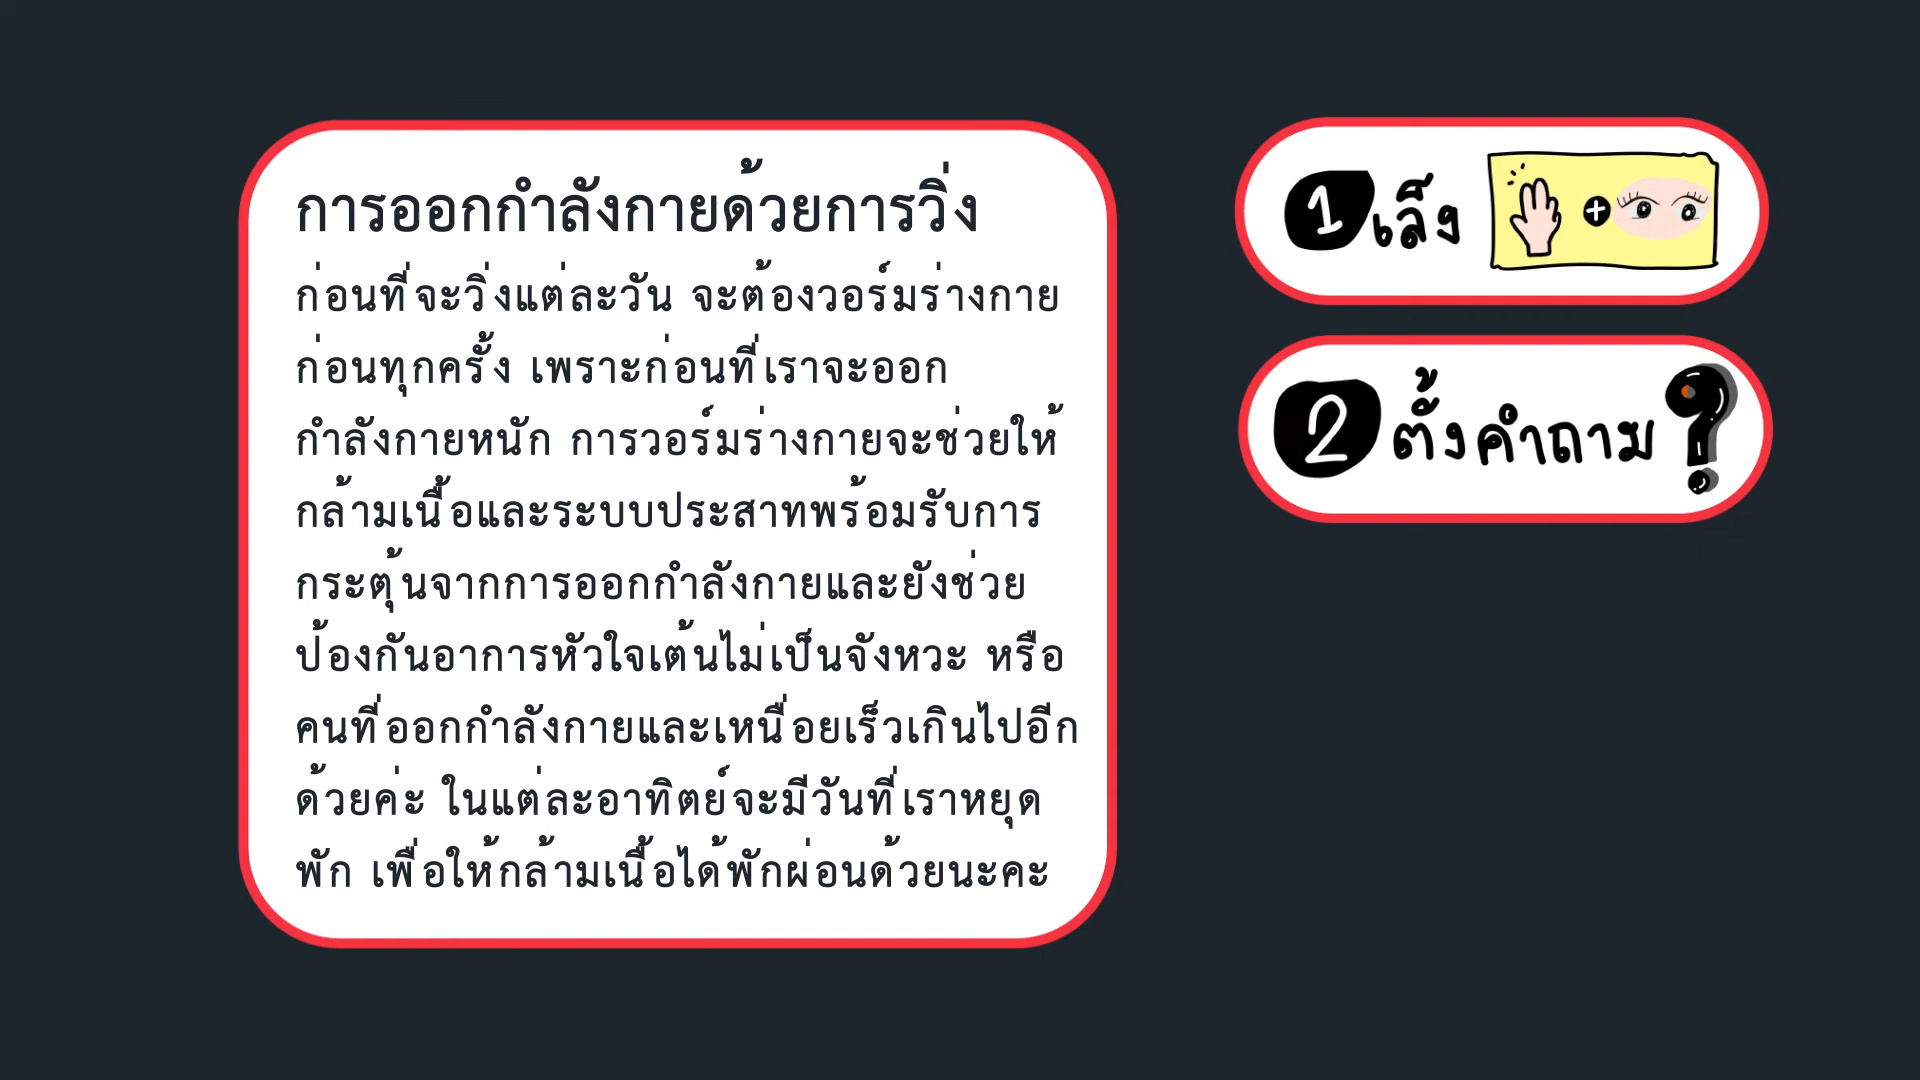 การออกกำลังกายด้วยการวิ่ง
ก่อนที่จะวิ่งแต่ละวัน จะต้องวอร์มร่างกาย
ก่อนทุกครั้ง เพราะก่อนที่เราจะออก
กำลังกายหนัก การวอร์มร่างกายจะช่วยให้
กล้ามเนื้อและระบบประสาทพร้อมรับการ
กระตุ้นจากการออกกำลังกายและยังช่วย
ป้องกันอาการหัวใจเต้นไม่เป็นจังหวะ หรือ
คนที่ออกกำลังกายและเหนื่อยเร็วเกินไปอีก
ด้วยค่ะ ในแต่ละอาทิตย์จะมีวันที่เราหยุด
พัก เพื่อให้กล้ามเนื้อได้พักผ่อนด้วยนะคะ
1 เล็ง +
2 ตั้งคำถาม ?